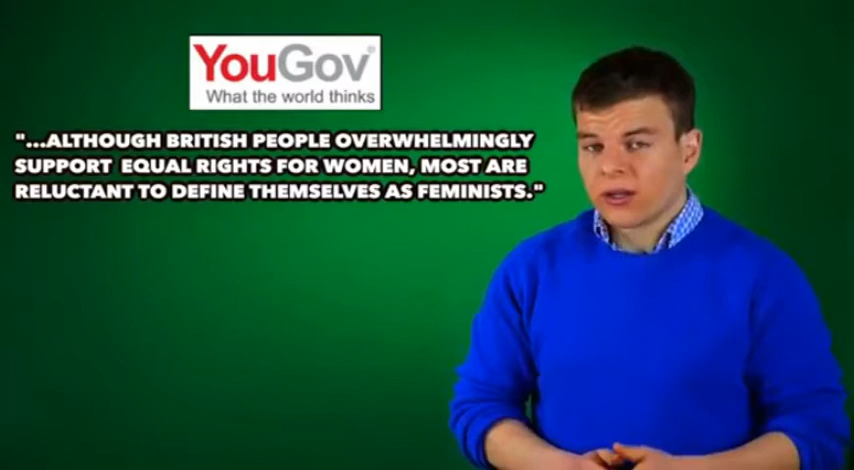 YouGov®
What the world thinks
"...ALTHOUGH BRITISH PEOPLE OVERWHELMINGLY
SUPPORT EQUAL RIGHTS FOR WOMEN, MOST ARE
RELUCTANT TO DEFINE THEMSELVES AS FEMINISTS."